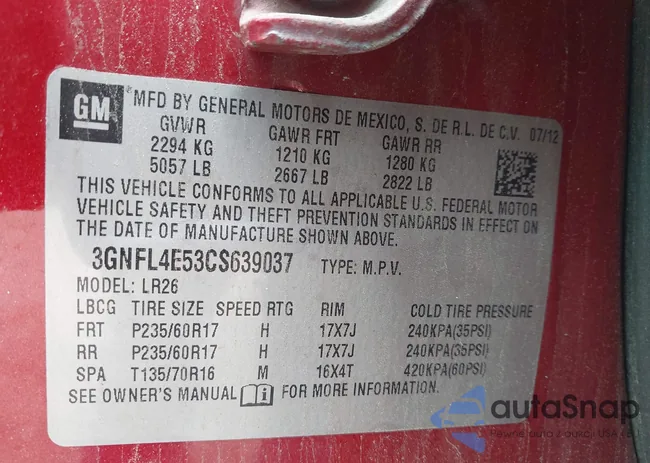 GM
MFD BY GENERAL MOTORS DE MEXICO, S. DE R.L. DE C.V. 07/12
GVWR GAWR FRT GAWR RR
2294 KG 1210 KG 1280 KG
5057 LB 2667 LB 2822 LB
THIS VEHICLE CONFORMS TO ALL APPLICABLE U.S. FEDERAL MOTOR
VEHICLE SAFETY AND THEFT PREVENTION STANDARDS IN EFFECT ON
THE DATE OF MANUFACTURE SHOWN ABOVE.
3GNFL4E53CS639037 TYPE: M.P.V.
MODEL: LR26
LBCG TIRE SIZE SPEED RTG RIM COLD TIRE PRESSURE
FRT P235/60R17 H 17X7J 240KPA(35PSI)
RR P235/60R17 H 17X7J 240KPA(35PSI)
SPA T135/70R16 M 16X4T 420KPA(60PSI)
SEE OWNER'S MANUAL i FOR MORE INFORMATION.
autoSnap